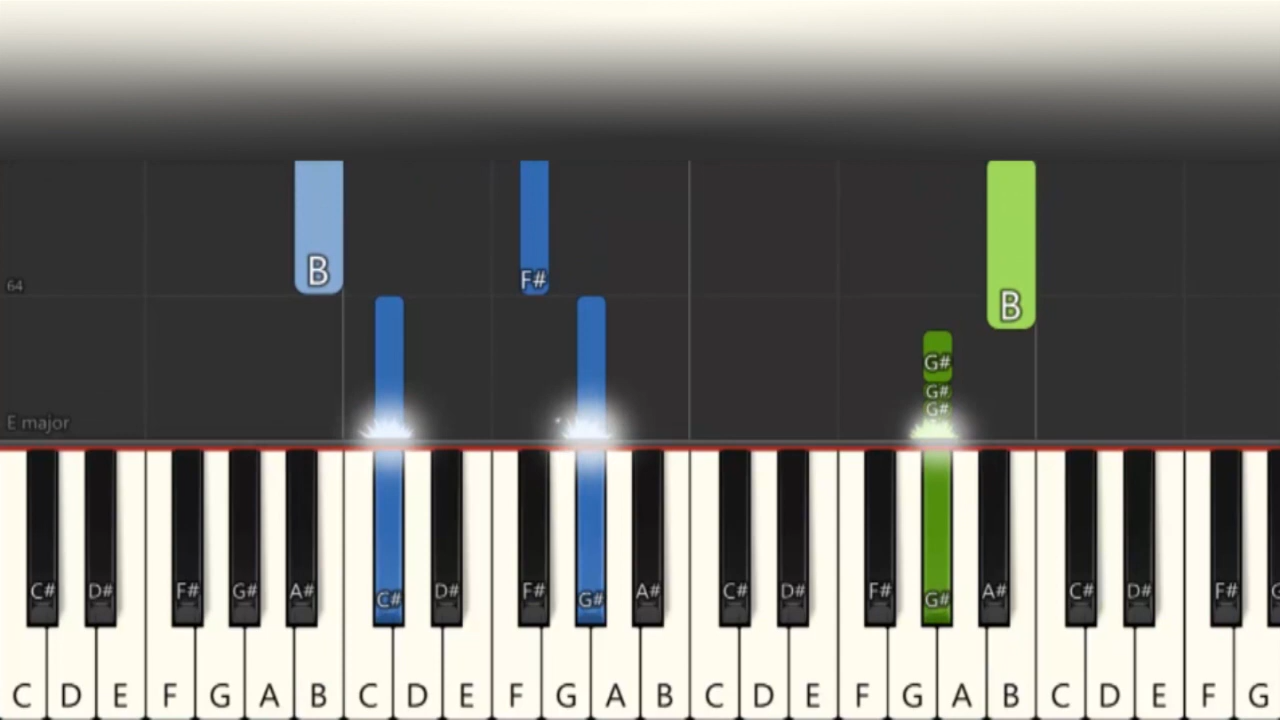 B
F#
64
B
G#
G#
G#
E major
C# D# F# G# A# C# D# F# G# A# C# D# F# G# A# C# D# F#
C D E F G A B C D E F G A B C D E F G A B C D E F G